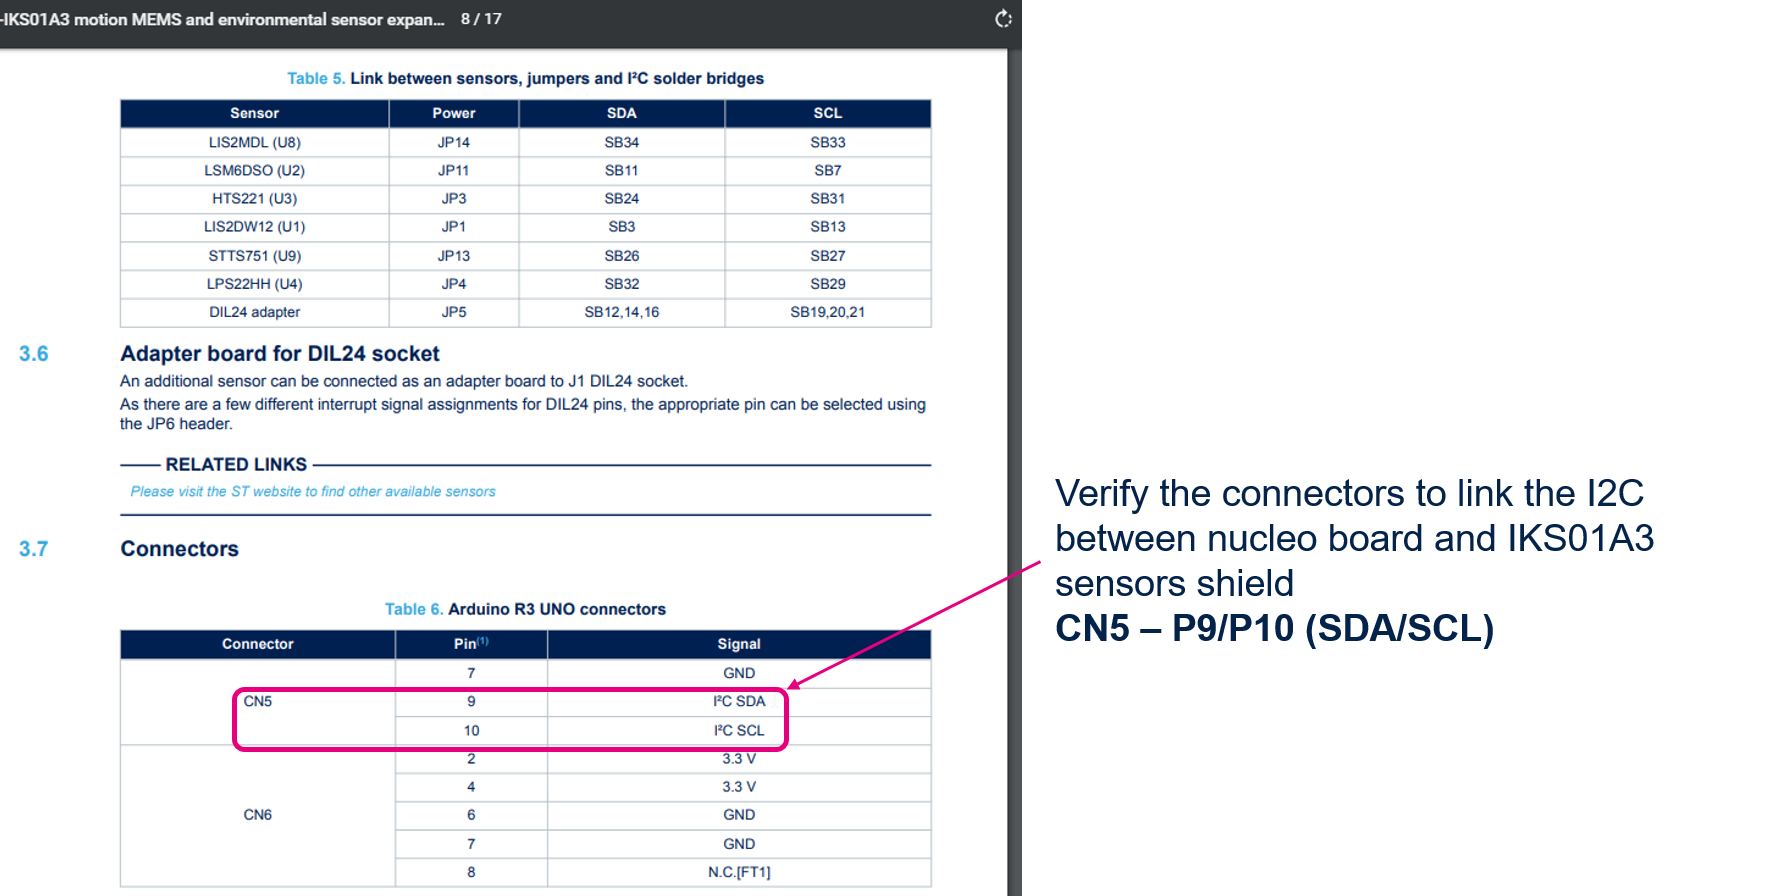 -IKS01A3 motion MEMS and environmental sensor expan... 8 / 17
Table 5. Link between sensors, jumpers and I²C solder bridges
Sensor Power SDA SCL
LIS2MDL (U8) JP14 SB34 SB33
LSM6DSO (U2) JP11 SB11 SB7
HTS221 (U3) JP3 SB24 SB31
LIS2DW12 (U1) JP1 SB3 SB13
STTS751 (U9) JP13 SB26 SB27
LPS22HH (U4) JP4 SB32 SB29
DIL24 adapter JP5 SB12,14,16 SB19,20,21
3.6 Adapter board for DIL24 socket
An additional sensor can be connected as an adapter board to J1 DIL24 socket.
As there are a few different interrupt signal assignments for DIL24 pins, the appropriate pin can be selected using
the JP6 header.
RELATED LINKS
Please visit the ST website to find other available sensors
3.7 Connectors
Table 6. Arduino R3 UNO connectors
Connector Pin(1) Signal
7 GND
CN5 9 I²C SDA
10 I²C SCL
2 3.3 V
4 3.3 V
CN6 6 GND
7 GND
8 N.C.[FT1]
Verify the connectors to link the I2C
between nucleo board and IKS01A3
sensors shield
CN5 – P9/P10 (SDA/SCL)